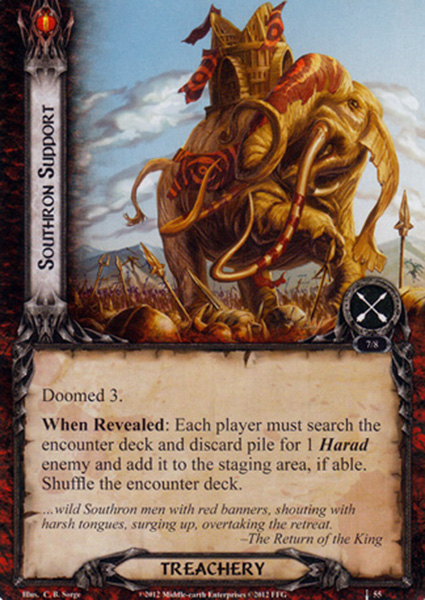 Southron Support
7/8
Doomed 3.
When Revealed: Each player must search the
encounter deck and discard pile for 1 Harad
enemy and add it to the staging area, if able.
Shuffle the encounter deck.
...wild Southron men with red banners, shouting with
harsh tongues, surging up, overtaking the retreat.
–The Return of the King
TREACHERY
Illus. C. B. Sorge
©2012 Middle-earth Enterprises ©2012 FFG
55